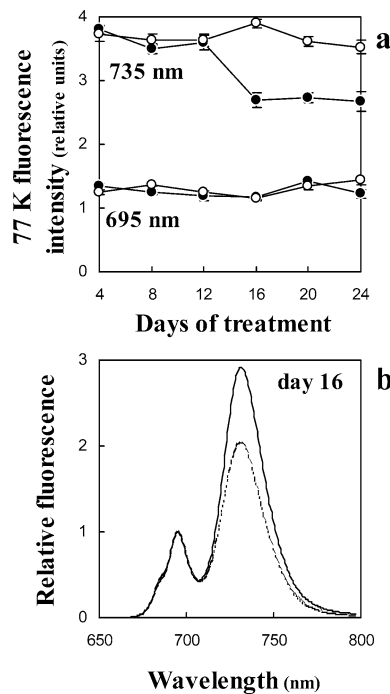 4
a
3
735 nm
2
1
695 nm
0
4 8 12 16 20 24
77 K fluorescence
intensity (relative units)
Days of treatment
3
day 16
b
2
1
0
650 700 750 800
Relative fluorescence
Wavelength (nm)